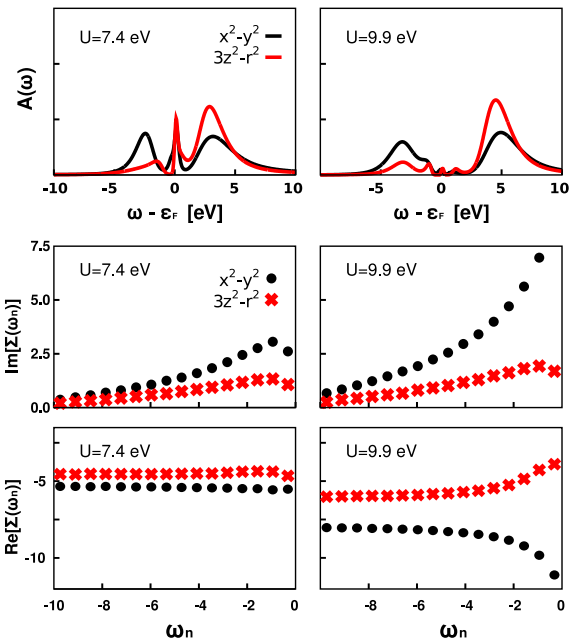 U=7.4 eV
x²-y²
3z²-r²
U=9.9 eV
A(ω)
-10 -5 0 5 10
-5 0 5 10
ω - εF [eV]
ω - εF [eV]
7.5
5.0
2.5
0.0
Im[Σ(ωn)]
U=7.4 eV
x²-y²
3z²-r²
U=9.9 eV
-5
-10
Re[Σ(ωn)]
U=7.4 eV
U=9.9 eV
-10 -8 -6 -4 -2 0
-8 -6 -4 -2 0
ωn
ωn